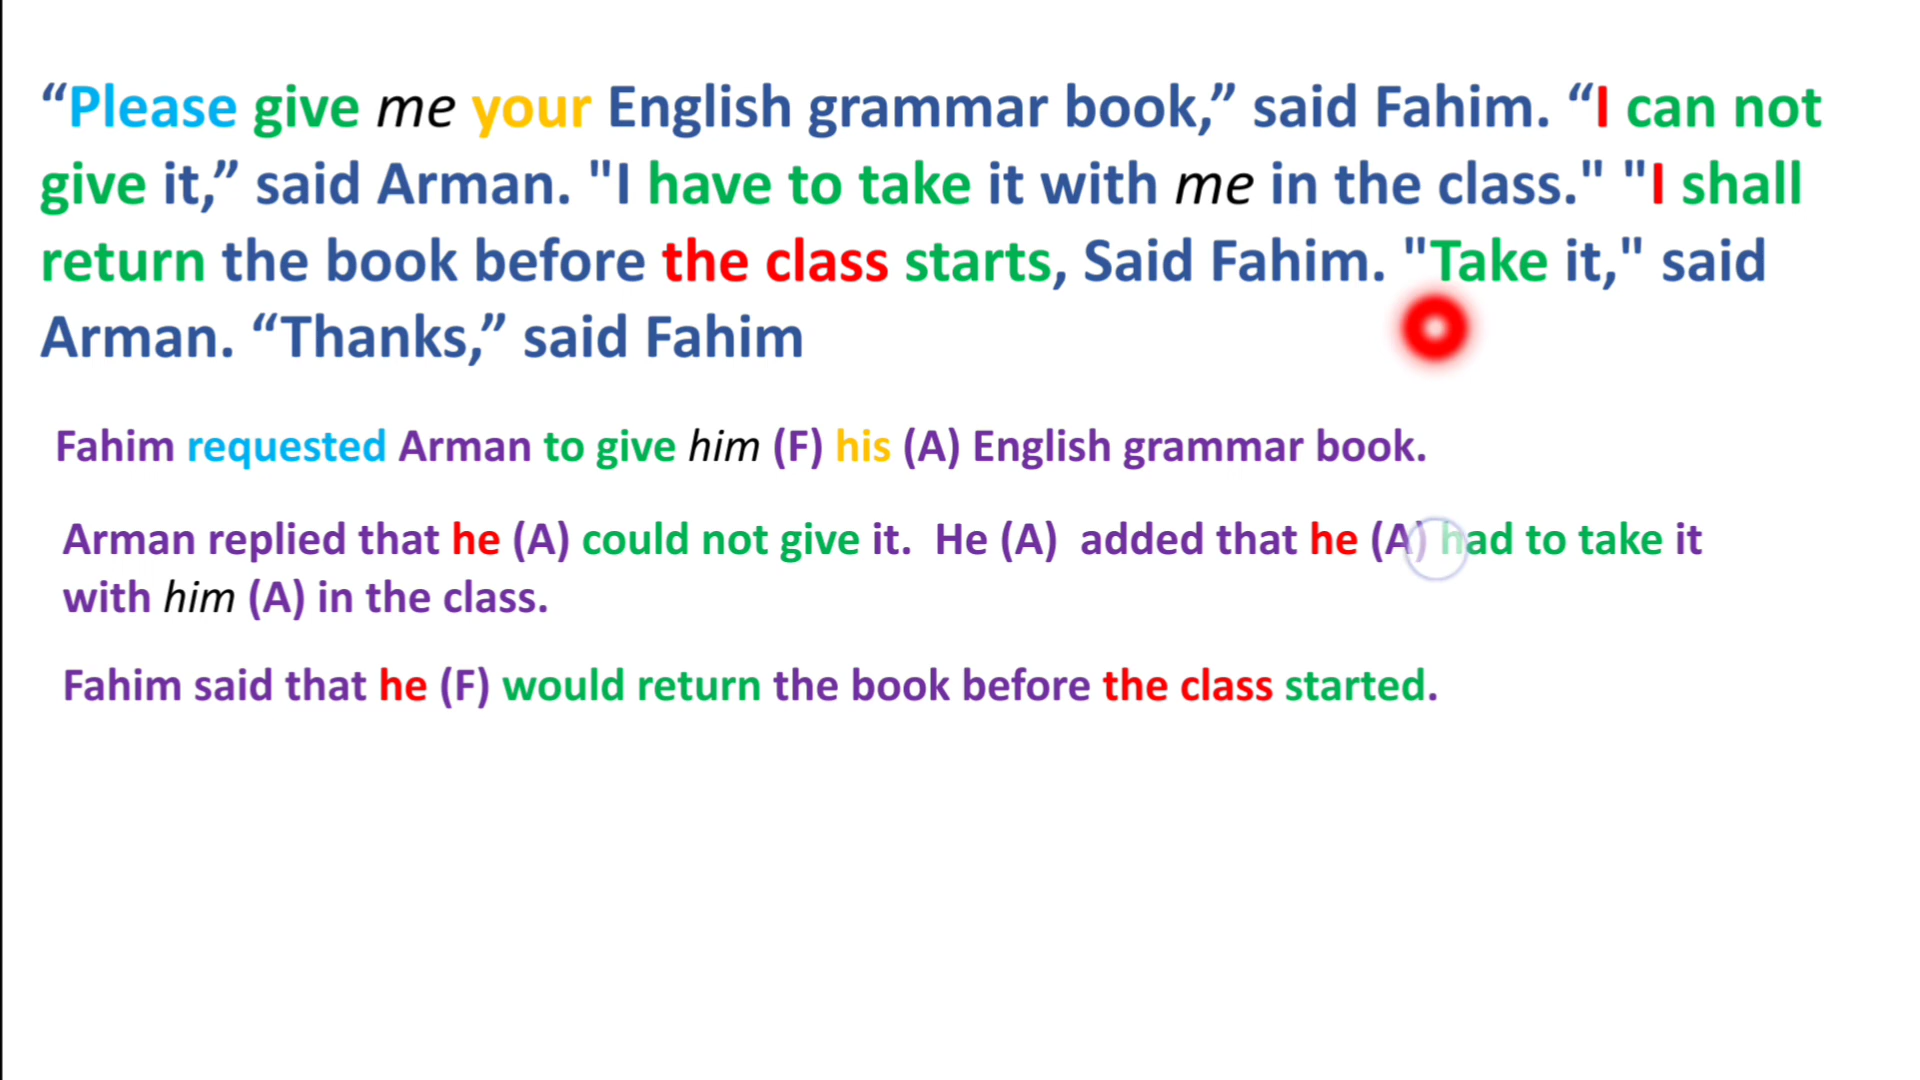 “Please give me your English grammar book,” said Fahim. “I can not
give it,” said Arman. "I have to take it with me in the class." "I shall
return the book before the class starts, Said Fahim. "Take it," said
Arman. “Thanks,” said Fahim
Fahim requested Arman to give him (F) his (A) English grammar book.
Arman replied that he (A) could not give it. He (A) added that he (A) had to take it
with him (A) in the class.
Fahim said that he (F) would return the book before the class started.